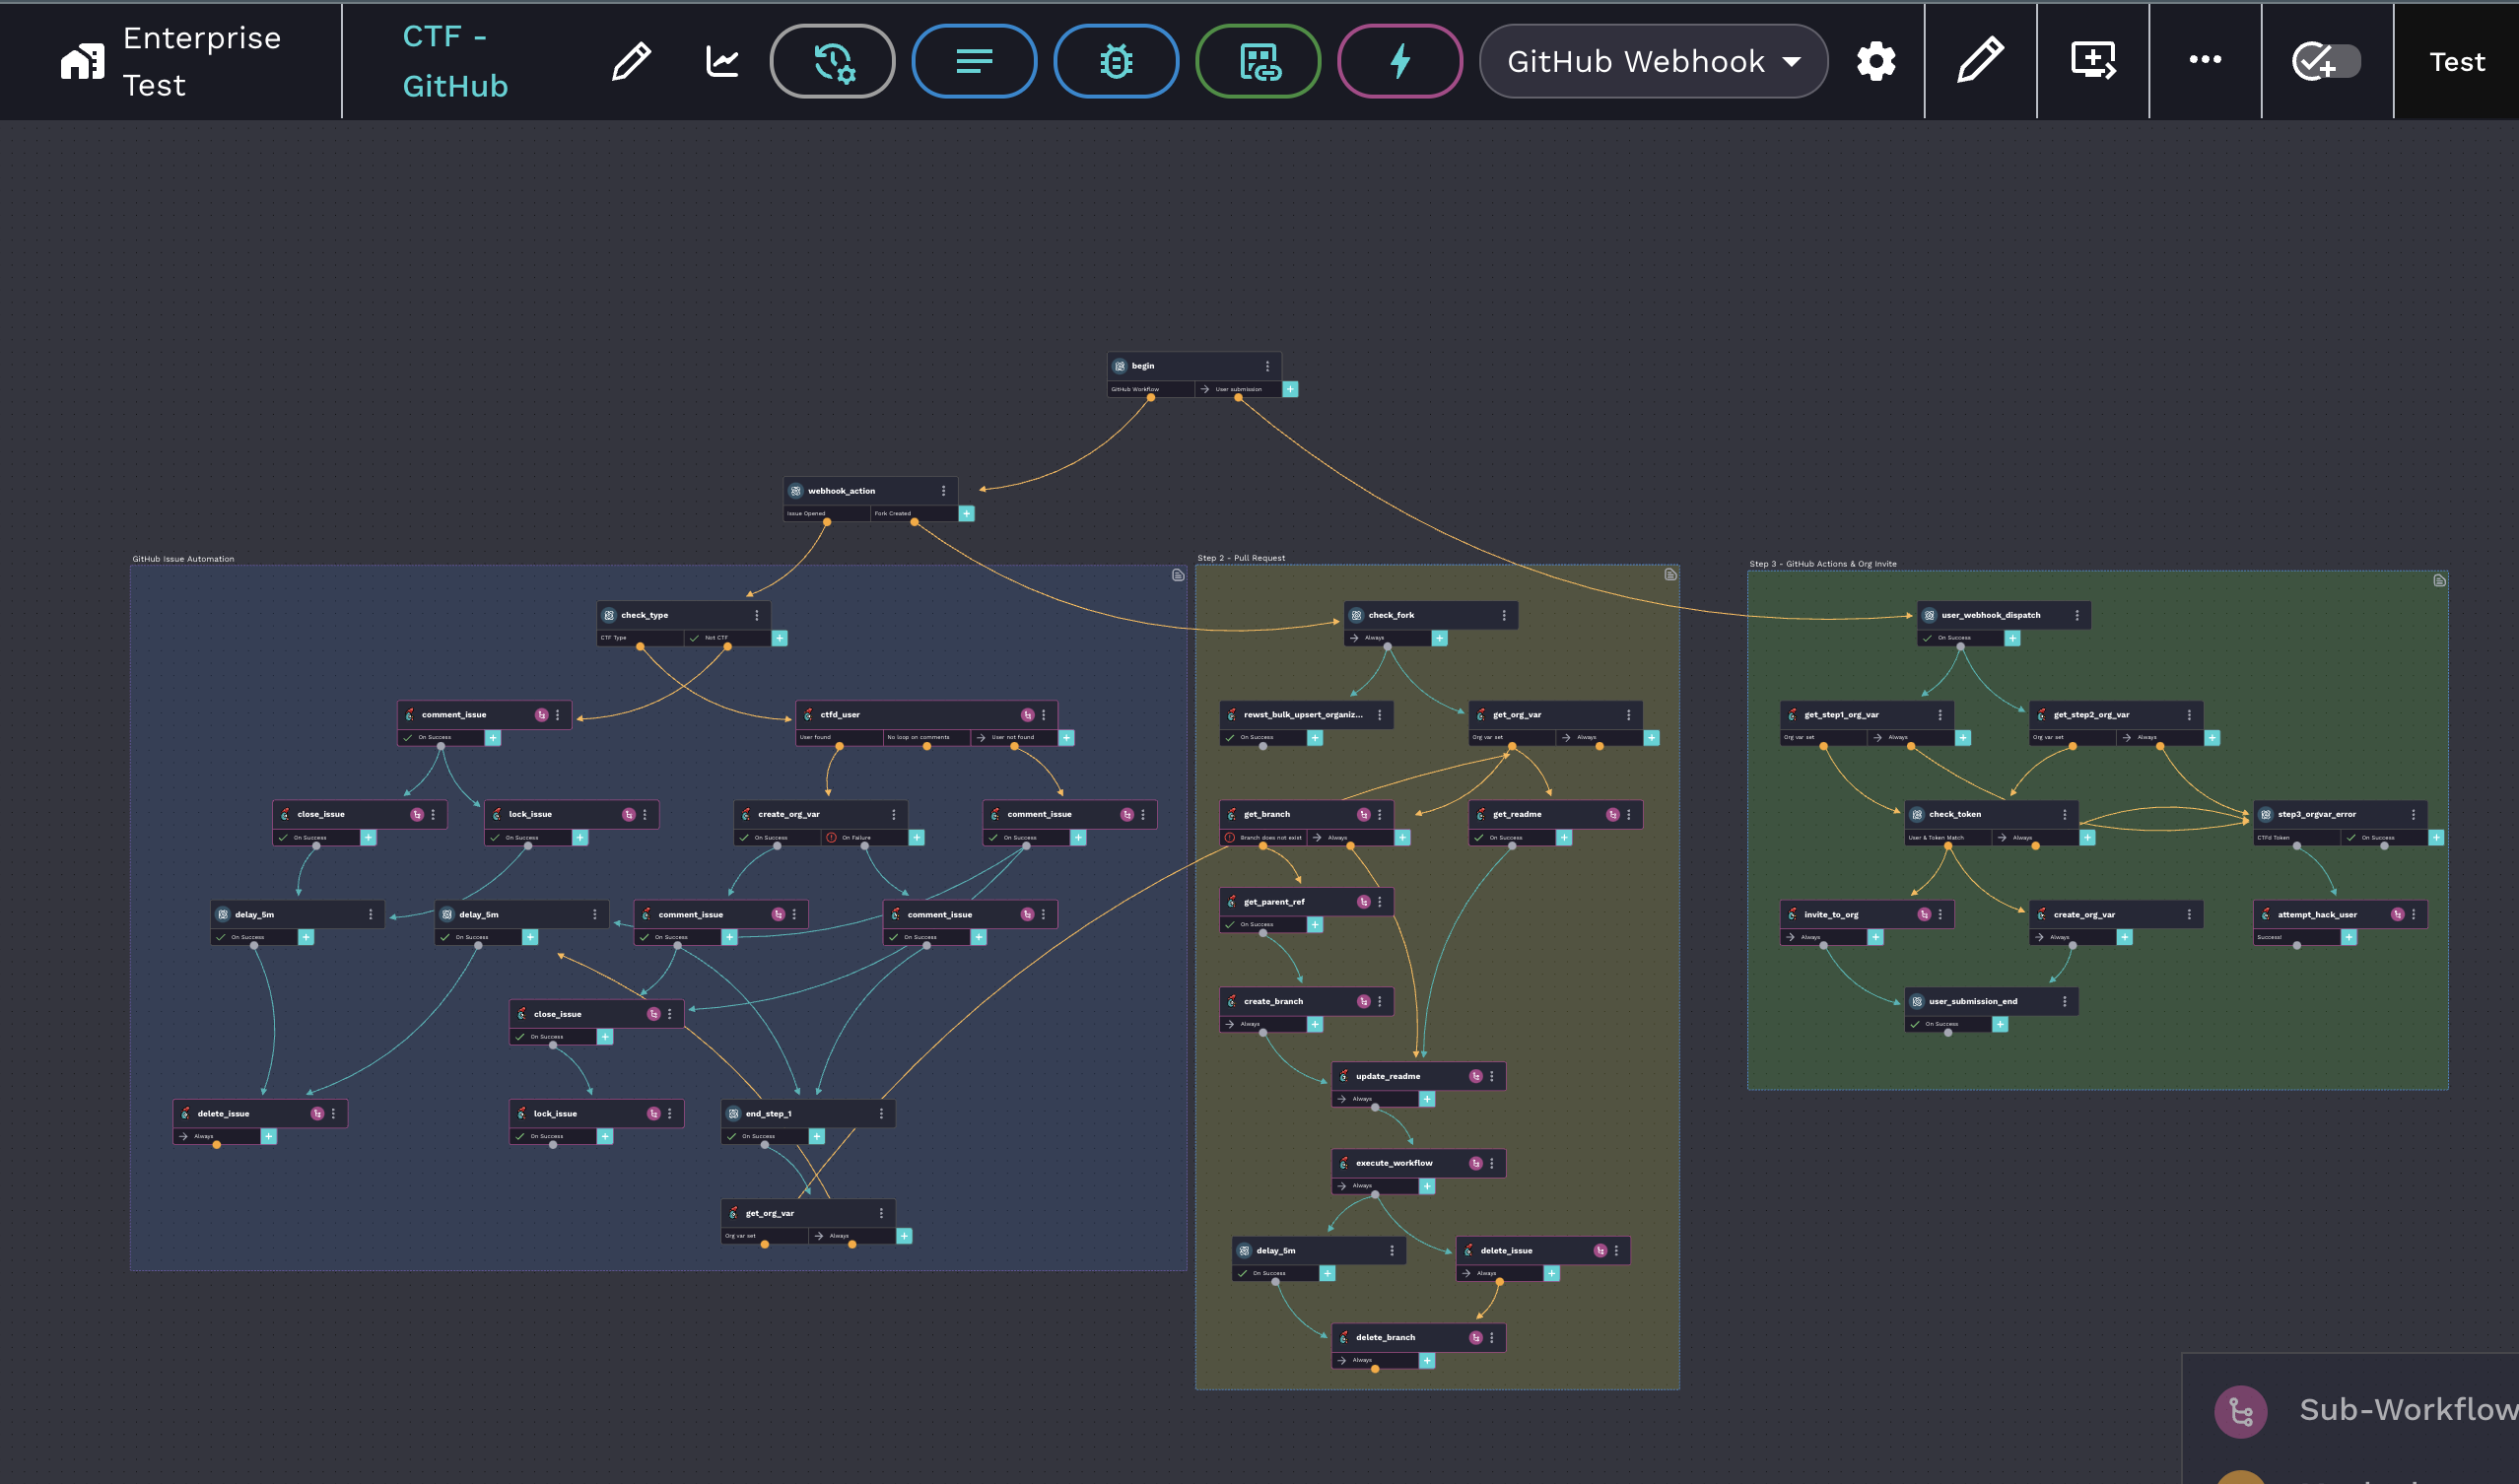 Enterprise
Test
CTF -
GitHub
GitHub Webhook
Test
begin
GitHub Workflow
User submission
webhook_action
Issue Opened
Fork Created
GitHub Issue Automation
Step 2 - Pull Request
Step 3 - GitHub Actions & Org Invite
check_type
CTF Type
Not CTF
comment_issue
On Success
ctfd_user
User found
No loop on comments
User not found
close_issue
On Success
lock_issue
On Success
create_org_var
On Success
On Failure
comment_issue
On Success
delay_5m
On Success
delay_5m
On Success
comment_issue
On Success
comment_issue
On Success
close_issue
On Success
delete_issue
Always
lock_issue
On Success
end_step_1
On Success
get_org_var
Org var set
Always
check_fork
Always
rewst_bulk_upsert_organiz...
On Success
get_org_var
Org var set
Always
get_branch
Branch does not exist
Always
get_readme
On Success
get_parent_ref
On Success
create_branch
Always
update_readme
Always
execute_workflow
Always
delay_5m
On Success
delete_issue
Always
delete_branch
Always
user_webhook_dispatch
On Success
get_step1_org_var
Org var set
Always
get_step2_org_var
Org var set
Always
check_token
User & Token Match
Always
step3_orgvar_error
CTFd Token
On Success
invite_to_org
Always
create_org_var
Always
attempt_hack_user
Success!
user_submission_end
On Success
Sub-Workflow